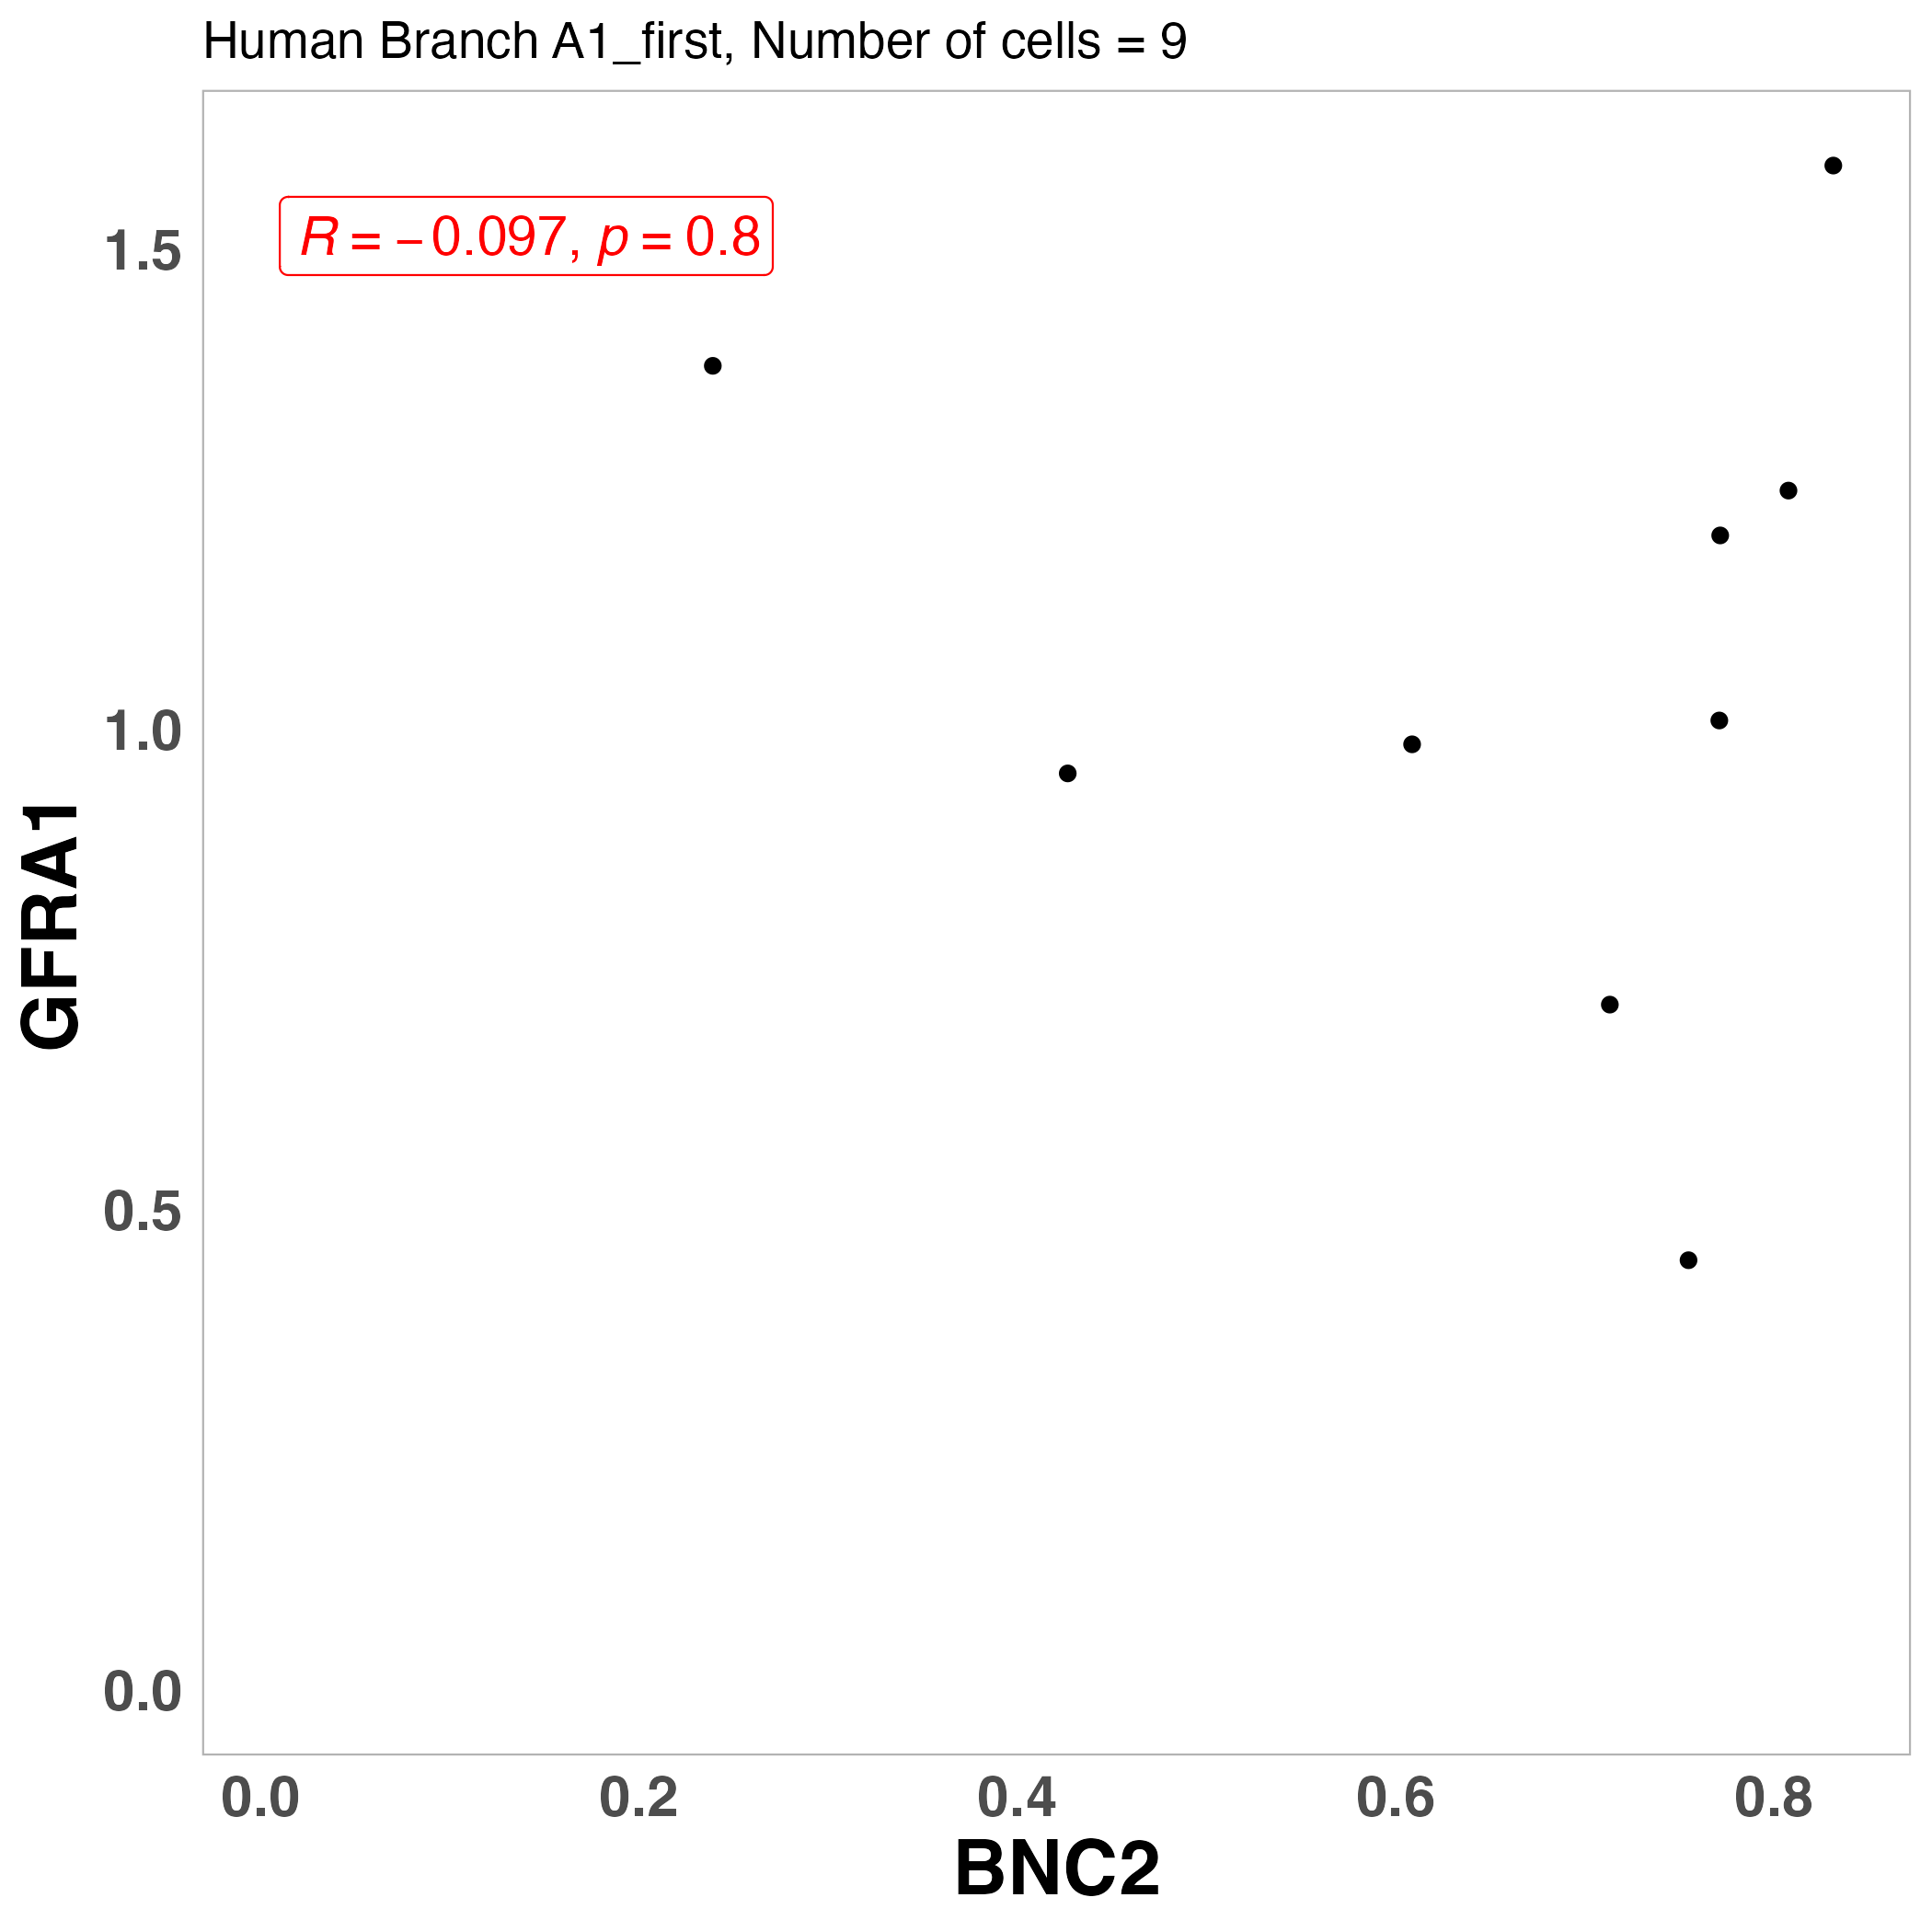 Human Branch A1_first, Number of cells = 9
R = −0.097, p = 0.8
1.5
1.0
0.5
0.0
GFRA1
0.0 0.2 0.4 0.6 0.8
BNC2